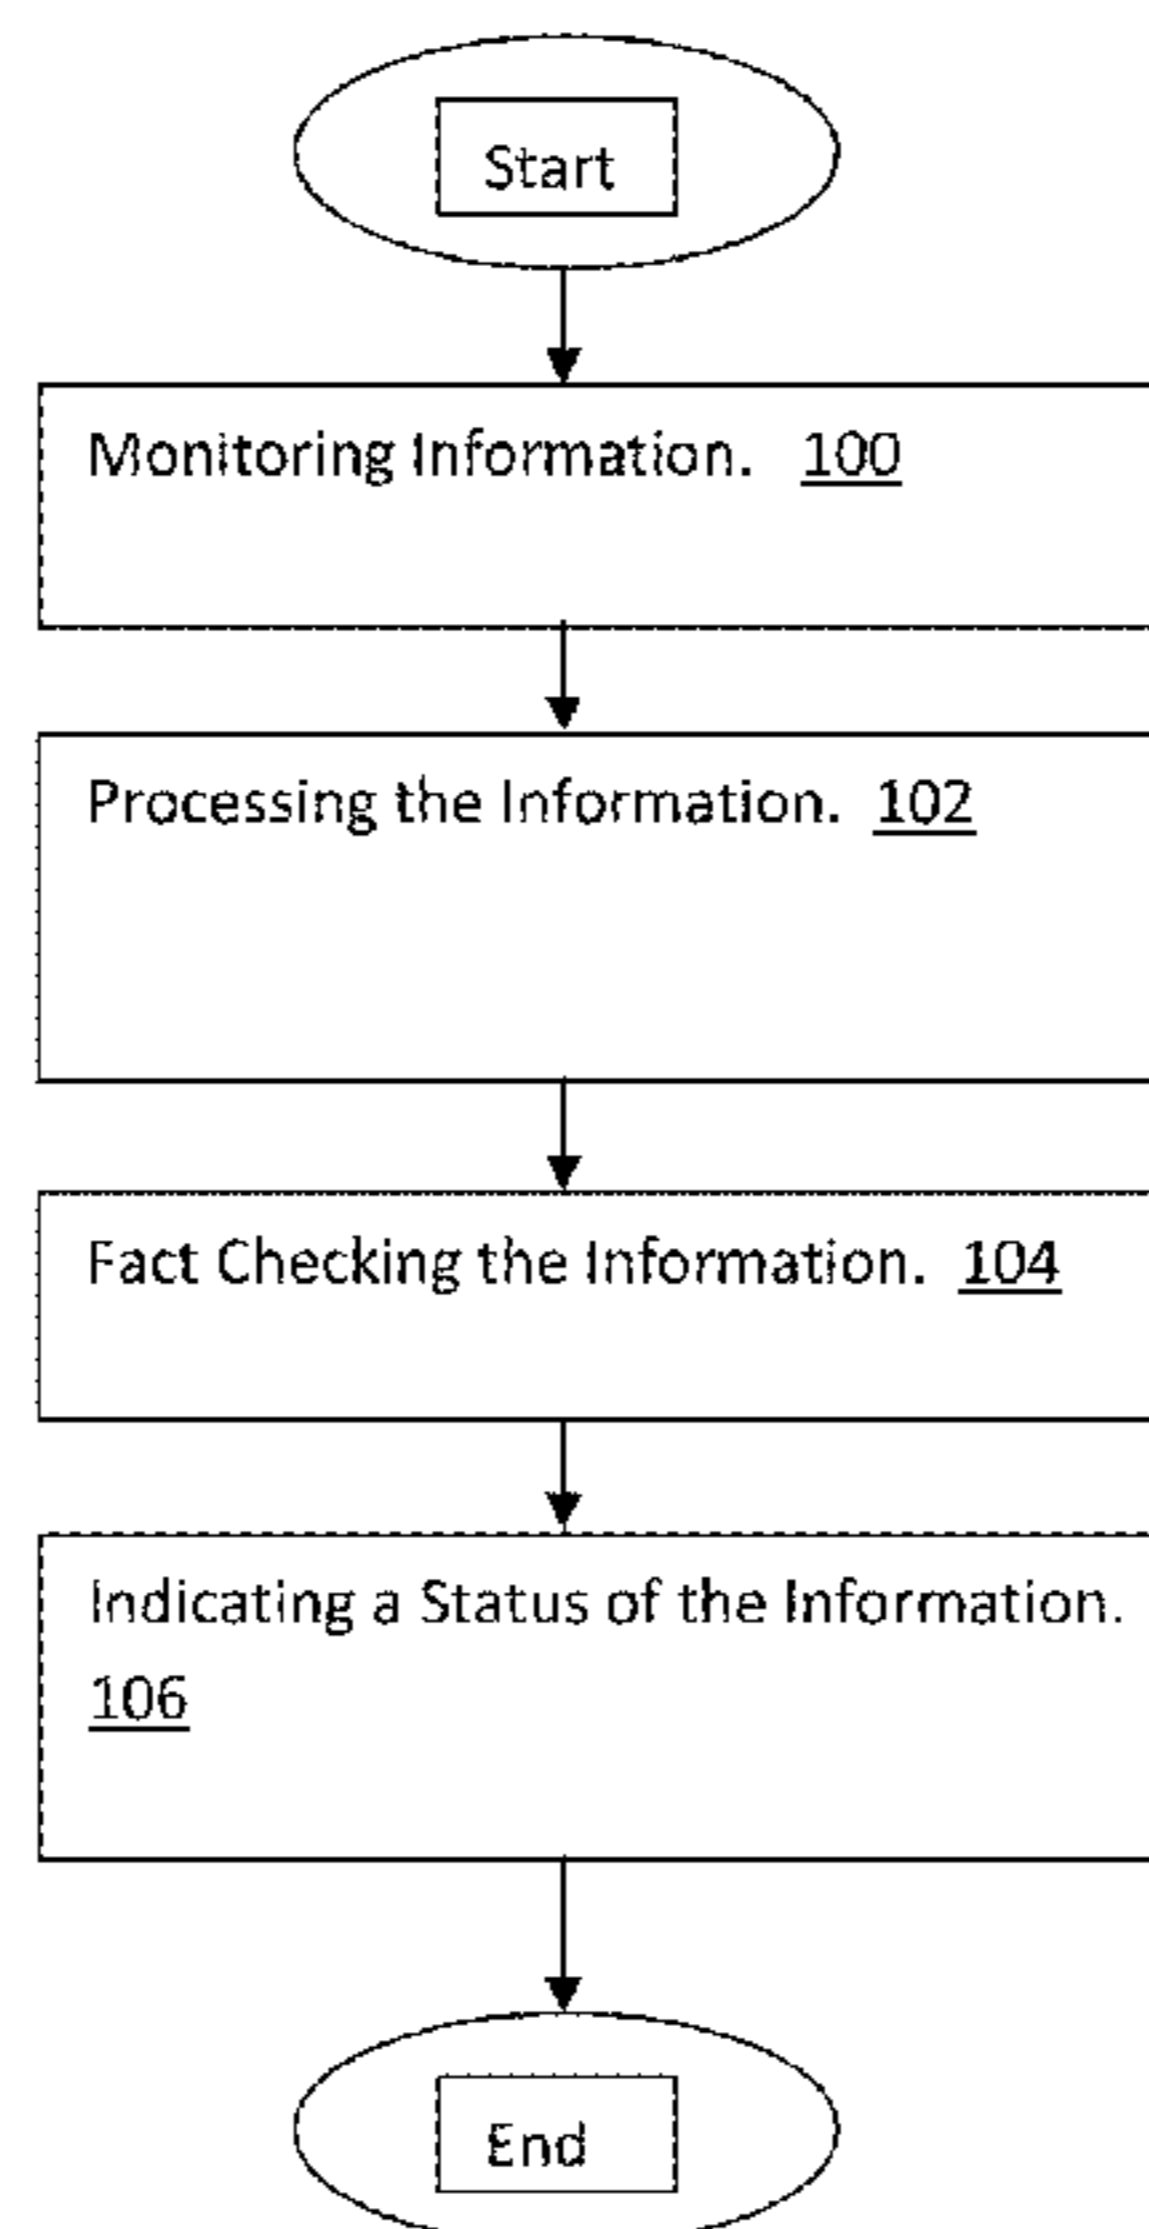 Start
Monitoring Information. 100
Processing the Information. 102
Fact Checking the Information. 104
Indicating a Status of the Information.
106
End